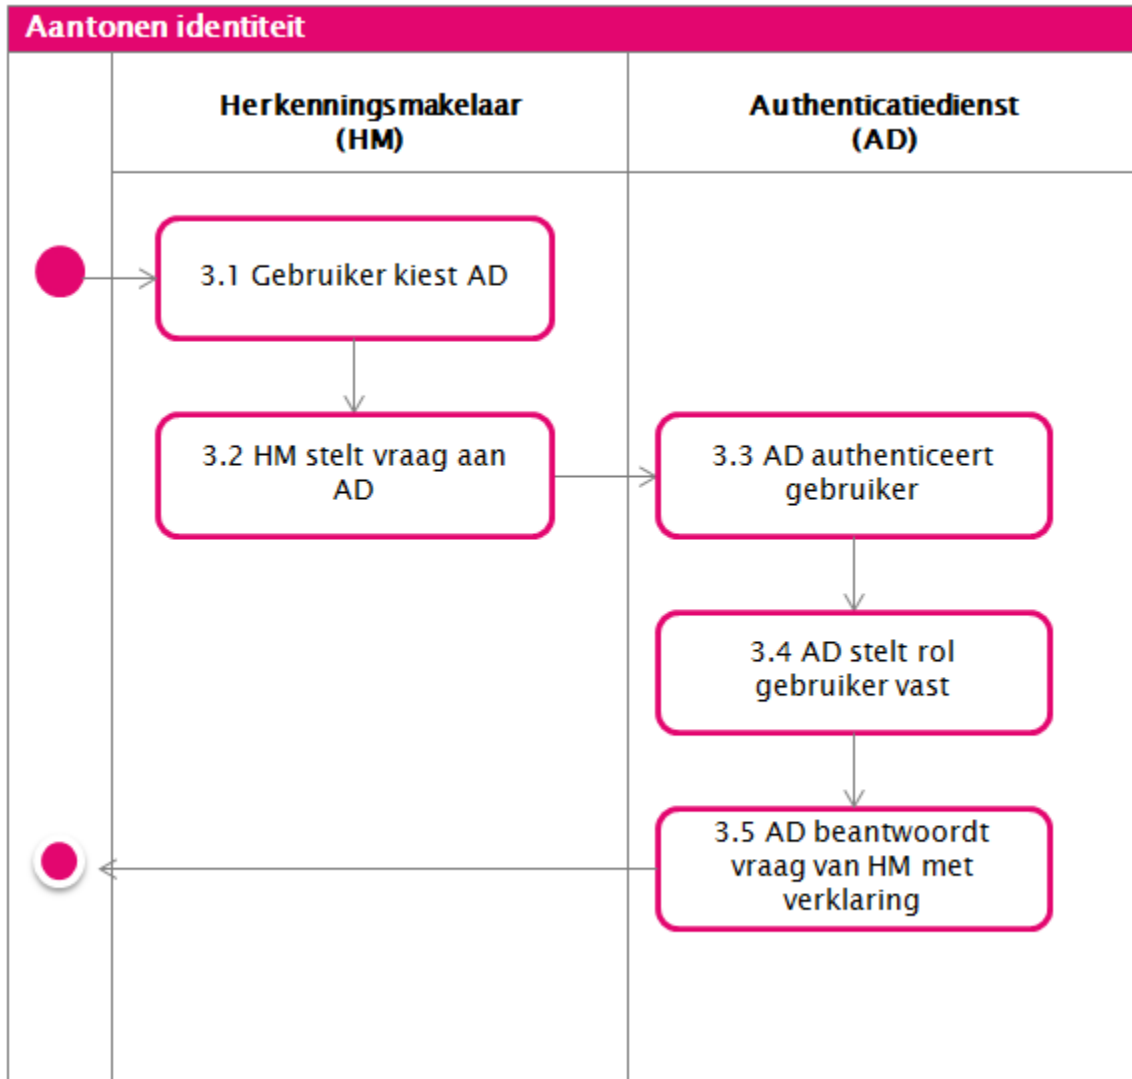 Aantonen identiteit
Herkenningsmakelaar
(HM)
Authenticatiedienst
(AD)
3.1 Gebruiker kiest AD
3.2 HM stelt vraag aan
AD
3.3 AD authenticeert
gebruiker
3.4 AD stelt rol
gebruiker vast
3.5 AD beantwoordt
vraag van HM met
verklaring